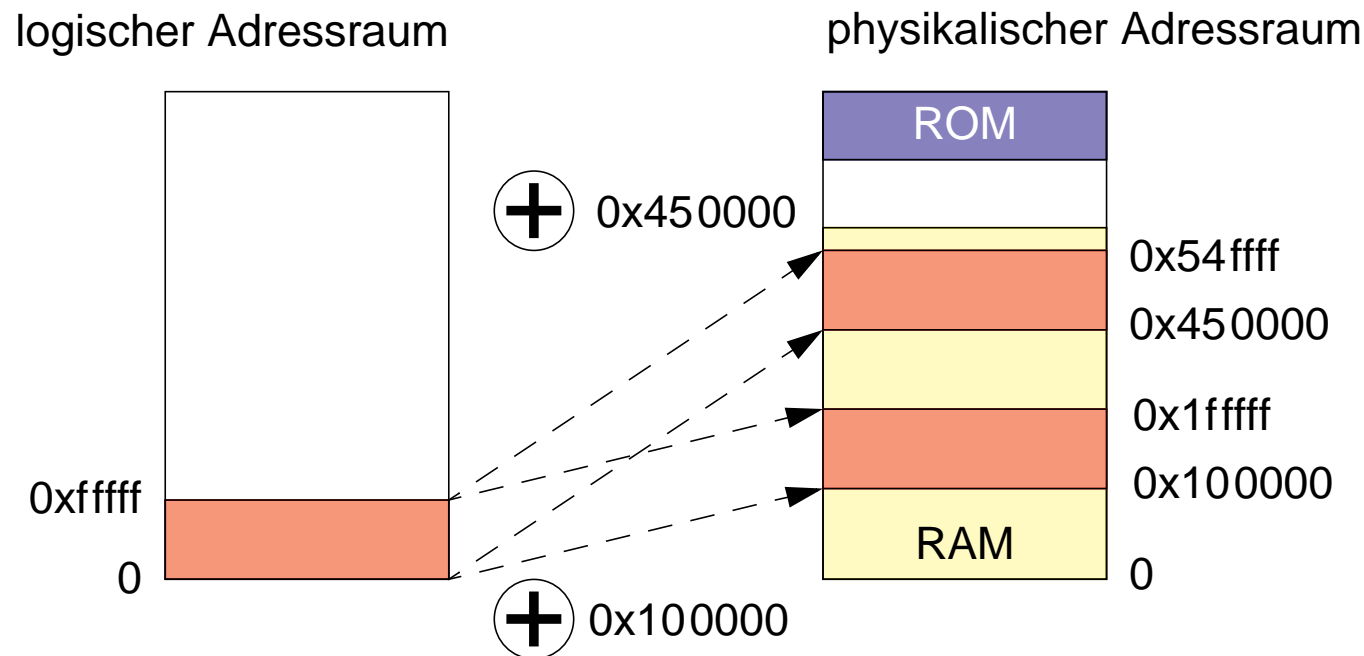 logischer Adressraum
physikalischer Adressraum
ROM
0x450000
0x54ffff
0x450000
0x1fffff
0xfffff
0x100000
RAM
0
0
0x100000